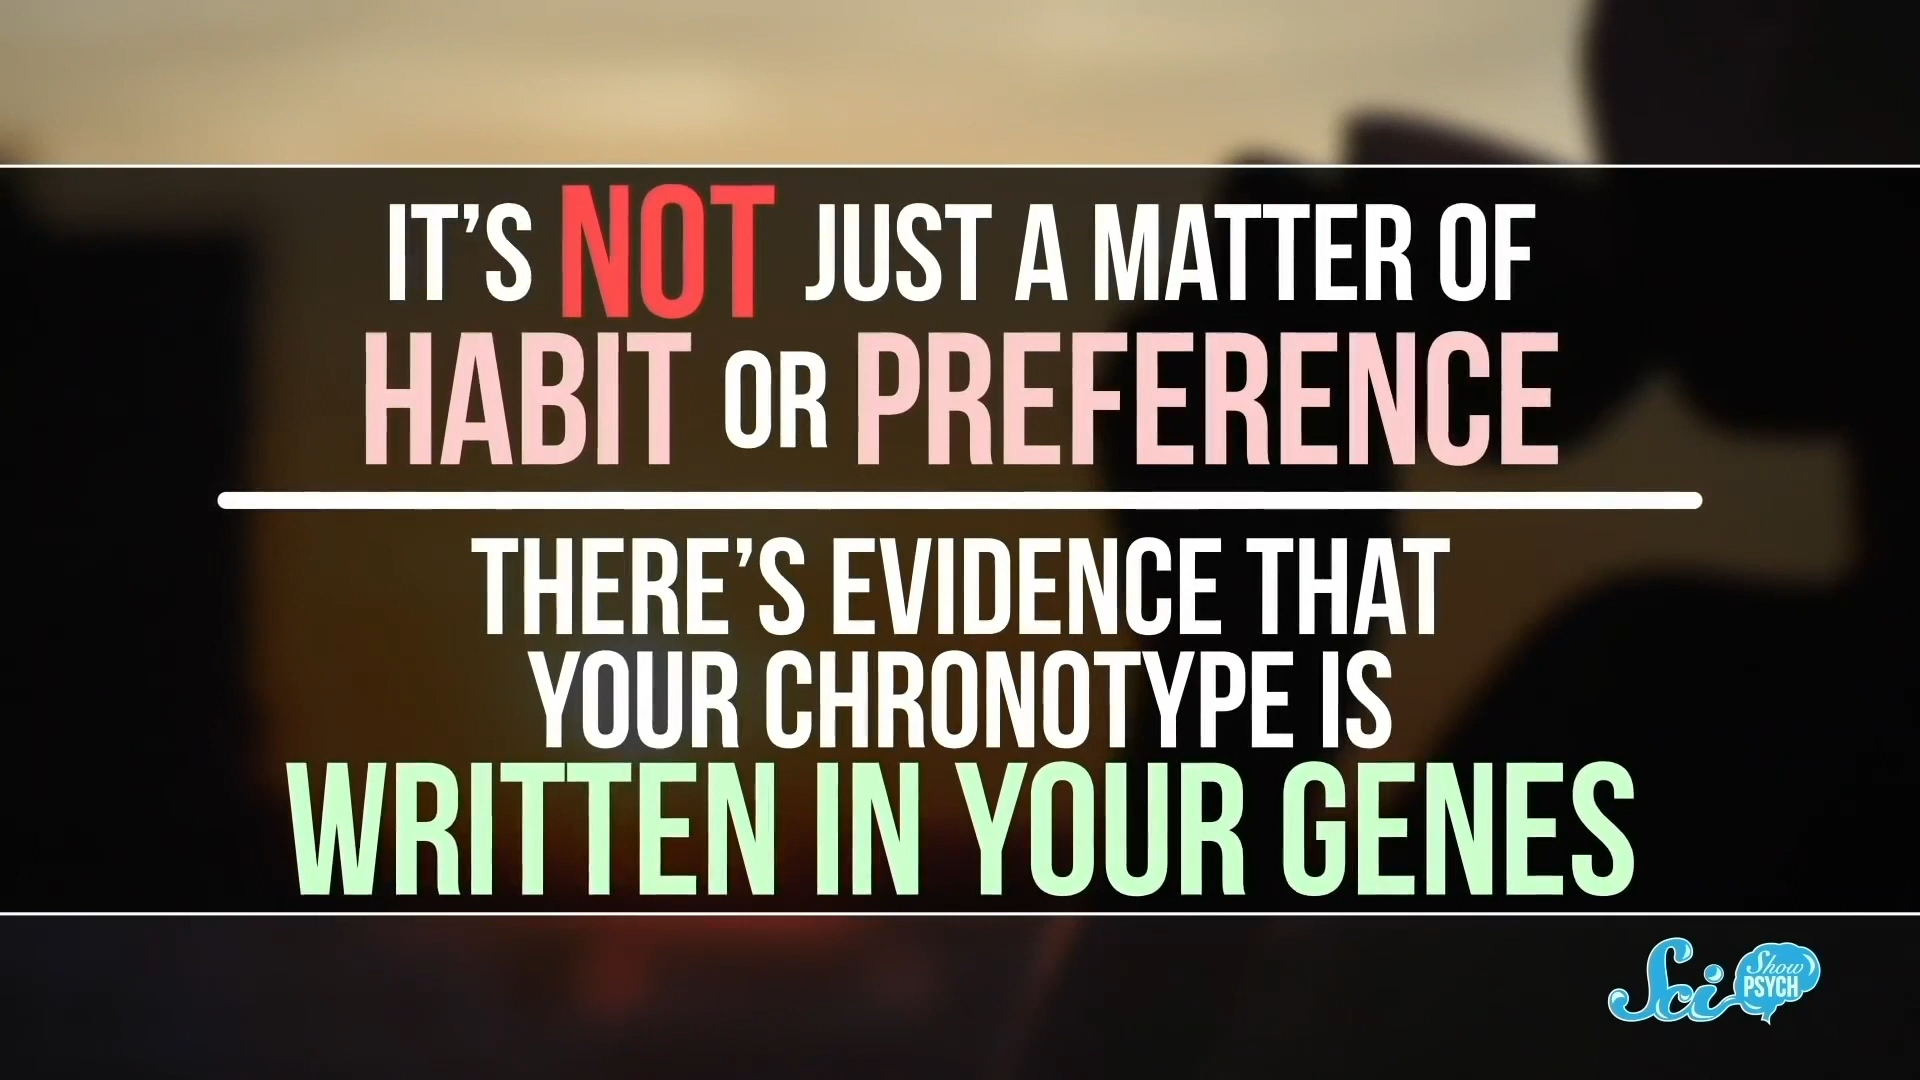 IT'S NOT JUST A MATTER OF
HABIT OR PREFERENCE
THERE'S EVIDENCE THAT
YOUR CHRONOTYPE IS
WRITTEN IN YOUR GENES
Sci Show
PSYCH